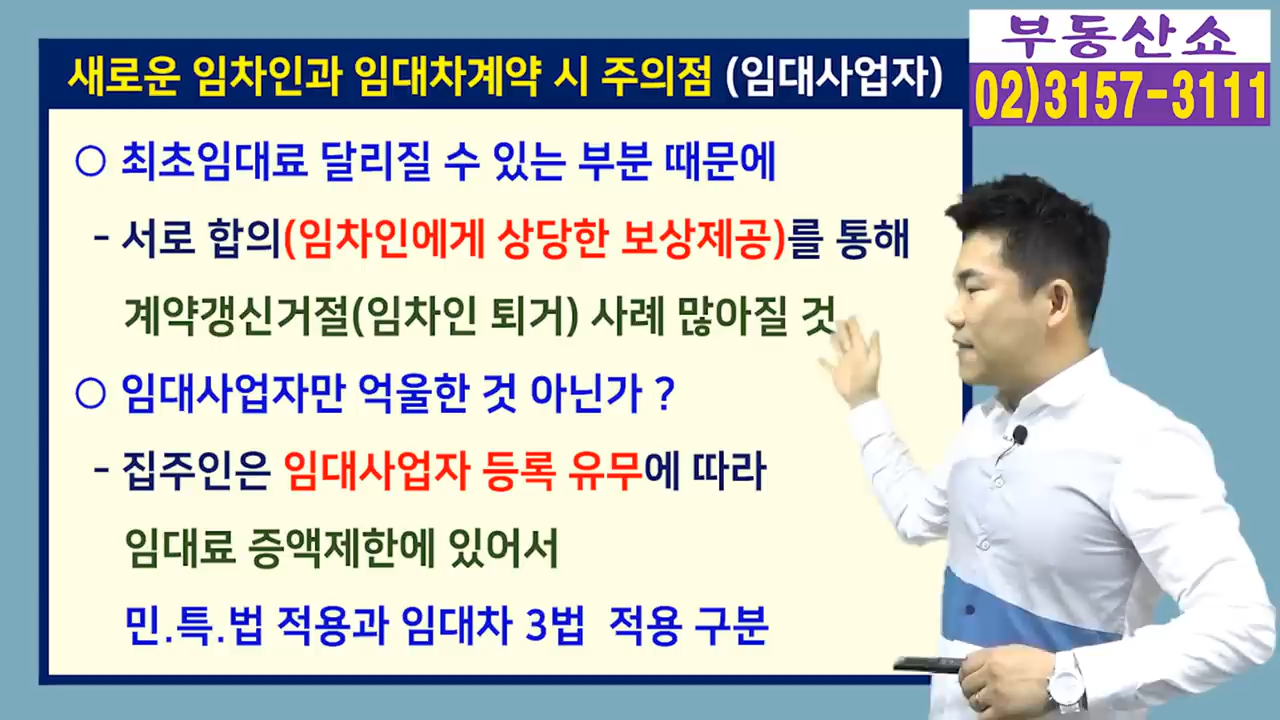 부동산쇼
02)3157-3111
새로운 임차인과 임대차계약 시 주의점 (임대사업자)
○ 최초임대료 달리질 수 있는 부분 때문에
- 서로 합의(임차인에게 상당한 보상제공)를 통해
계약갱신거절(임차인 퇴거) 사례 많아질 것
○ 임대사업자만 억울한 것 아닌가 ?
- 집주인은 임대사업자 등록 유무에 따라
임대료 증액제한에 있어서
민.특.법 적용과 임대차 3법 적용 구분